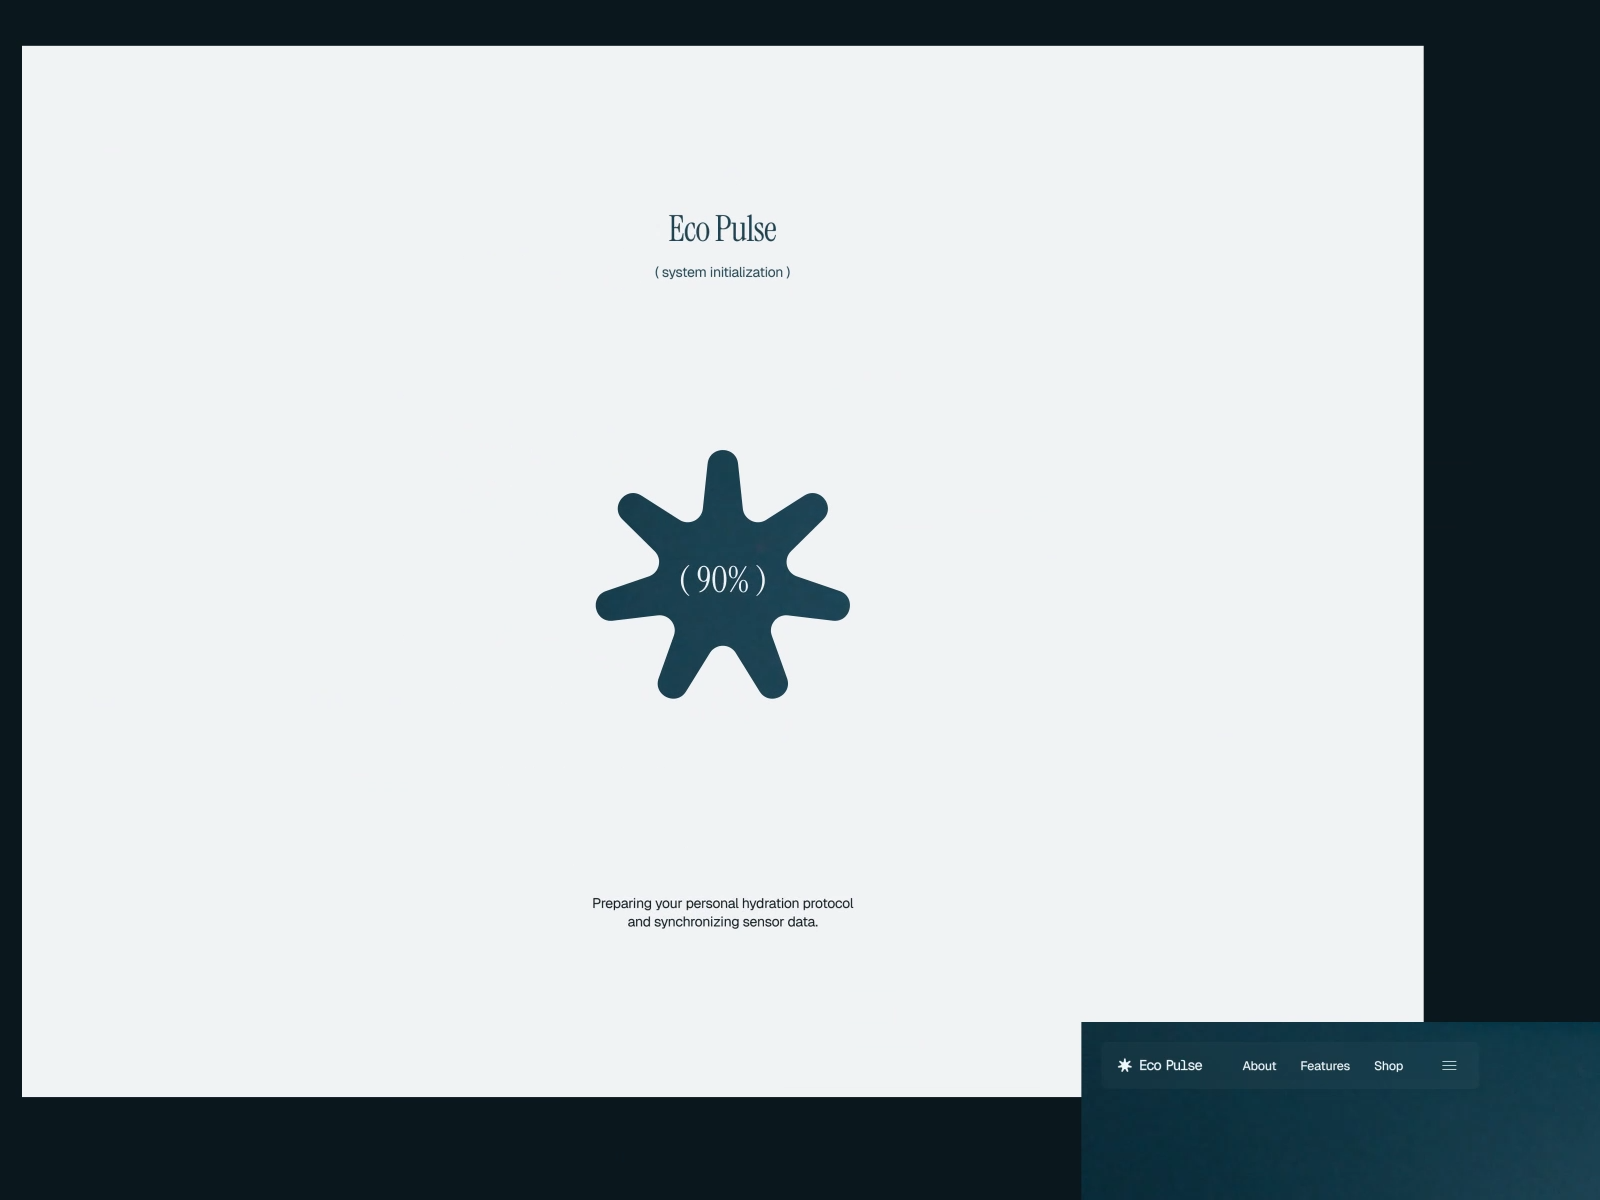 Eco Pulse
( system initialization )
( 90% )
Preparing your personal hydration protocol
and synchronizing sensor data.
Eco Pulse About Features Shop